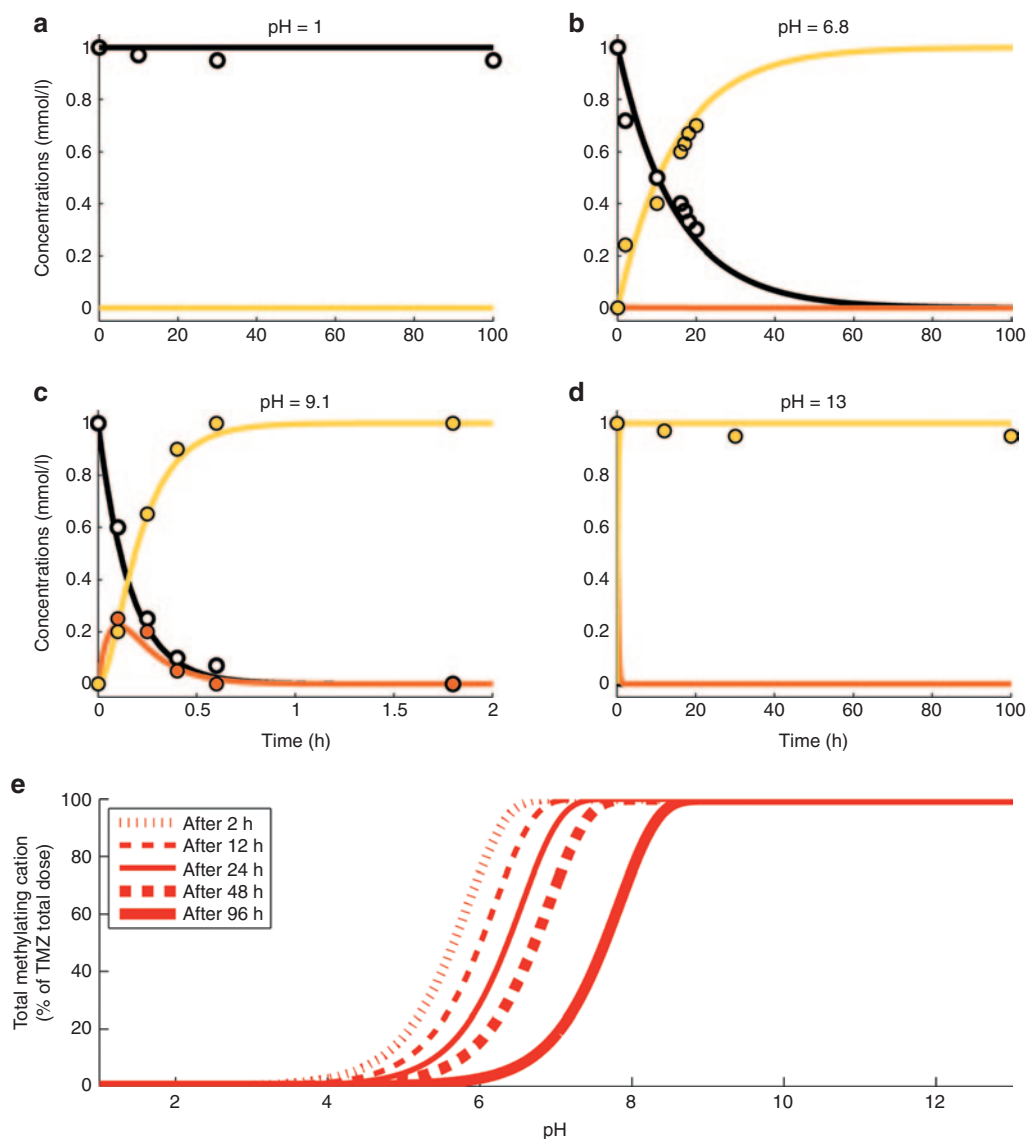 a
pH = 1
Concentrations (mmol/l)
1
0.8
0.6
0.4
0.2
0
0 20 40 60 80 100
b
pH = 6.8
1
0.8
0.6
0.4
0.2
0
0 20 40 60 80 100
c
pH = 9.1
Concentrations (mmol/l)
1
0.8
0.6
0.4
0.2
0
0 0.5 1 1.5 2
Time (h)
d
pH = 13
1
0.8
0.6
0.4
0.2
0
0 20 40 60 80 100
Time (h)
e
Total methylating cation
(% of TMZ total dose)
100
80
60
40
20
0
After 2 h
After 12 h
After 24 h
After 48 h
After 96 h
2 4 6 8 10 12
pH